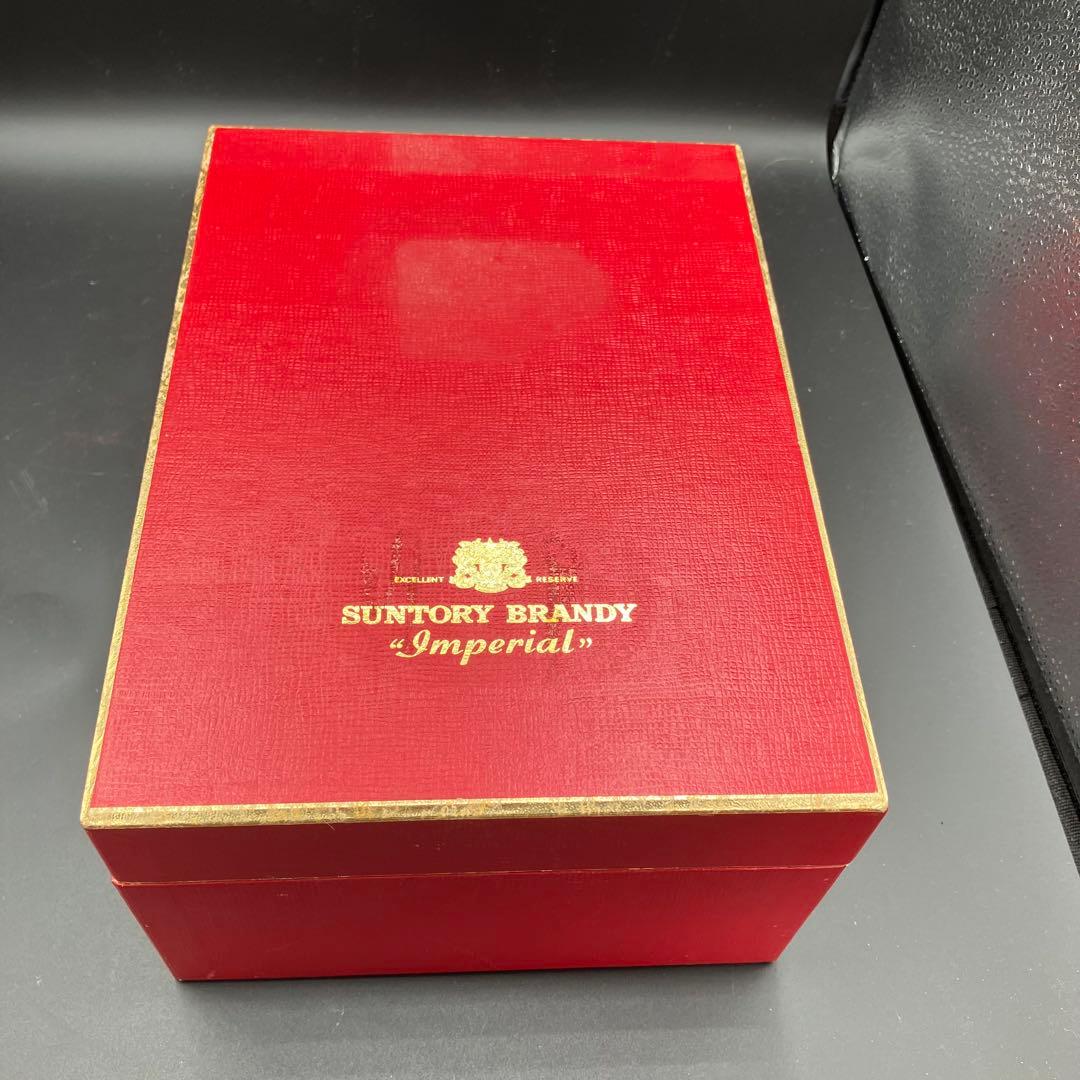 EXCELLENT RESERVE
SUNTORY BRANDY
“Imperial”